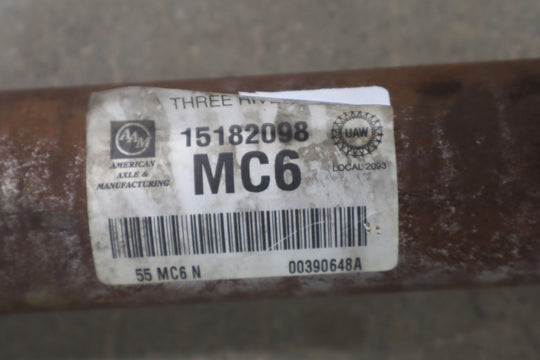 THREE
15182098
MC6
AAM
AMERICAN
AXLE &
MANUFACTURING
UAW
LOCAL 2093
55 MC6 N
00390648A